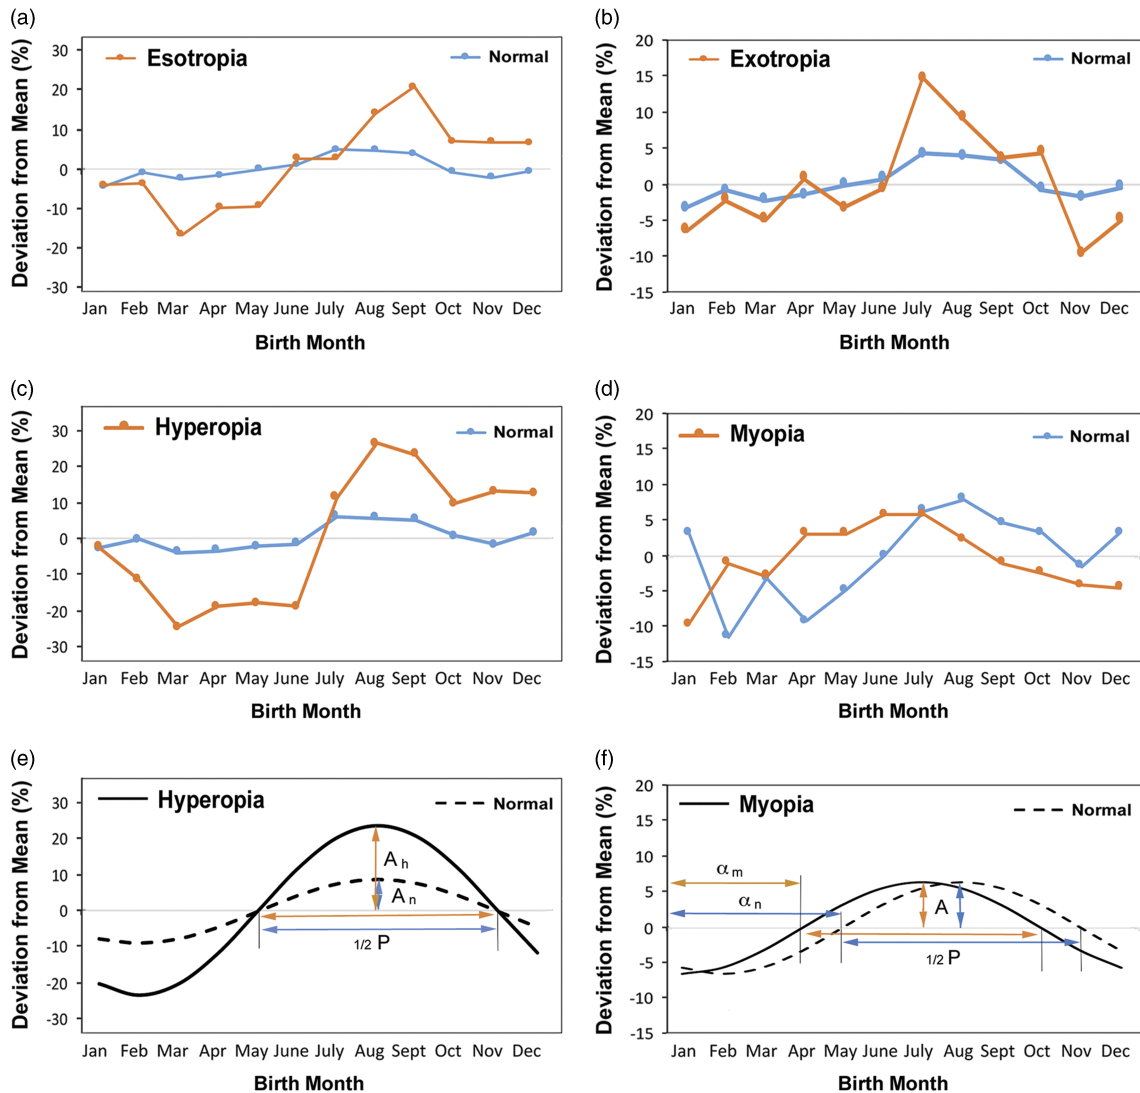 (a)
Deviation from Mean (%)
30
20
10
0
-10
-20
-30
Esotropia
Normal
Jan Feb Mar Apr May June July Aug Sept Oct Nov Dec
Birth Month
(b)
Deviation from Mean (%)
20
15
10
5
0
-5
-10
-15
Exotropia
Normal
Jan Feb Mar Apr May June July Aug Sept Oct Nov Dec
Birth Month
(c)
Deviation from Mean (%)
30
20
10
0
-10
-20
-30
Hyperopia
Normal
Jan Feb Mar Apr May June July Aug Sept Oct Nov Dec
Birth Month
(d)
Deviation from Mean (%)
20
15
10
5
0
-5
-10
-15
Myopia
Normal
Jan Feb Mar Apr May June July Aug Sept Oct Nov Dec
Birth Month
(e)
Deviation from Mean (%)
30
20
10
0
-10
-20
-30
Hyperopia
Normal
A h
A n
1/2 P
Jan Feb Mar Apr May June July Aug Sept Oct Nov Dec
Birth Month
(f)
Deviation from Mean (%)
20
15
10
5
0
-5
-10
-15
Myopia
Normal
α m
α n
A
1/2 P
Jan Feb Mar Apr May June July Aug Sept Oct Nov Dec
Birth Month